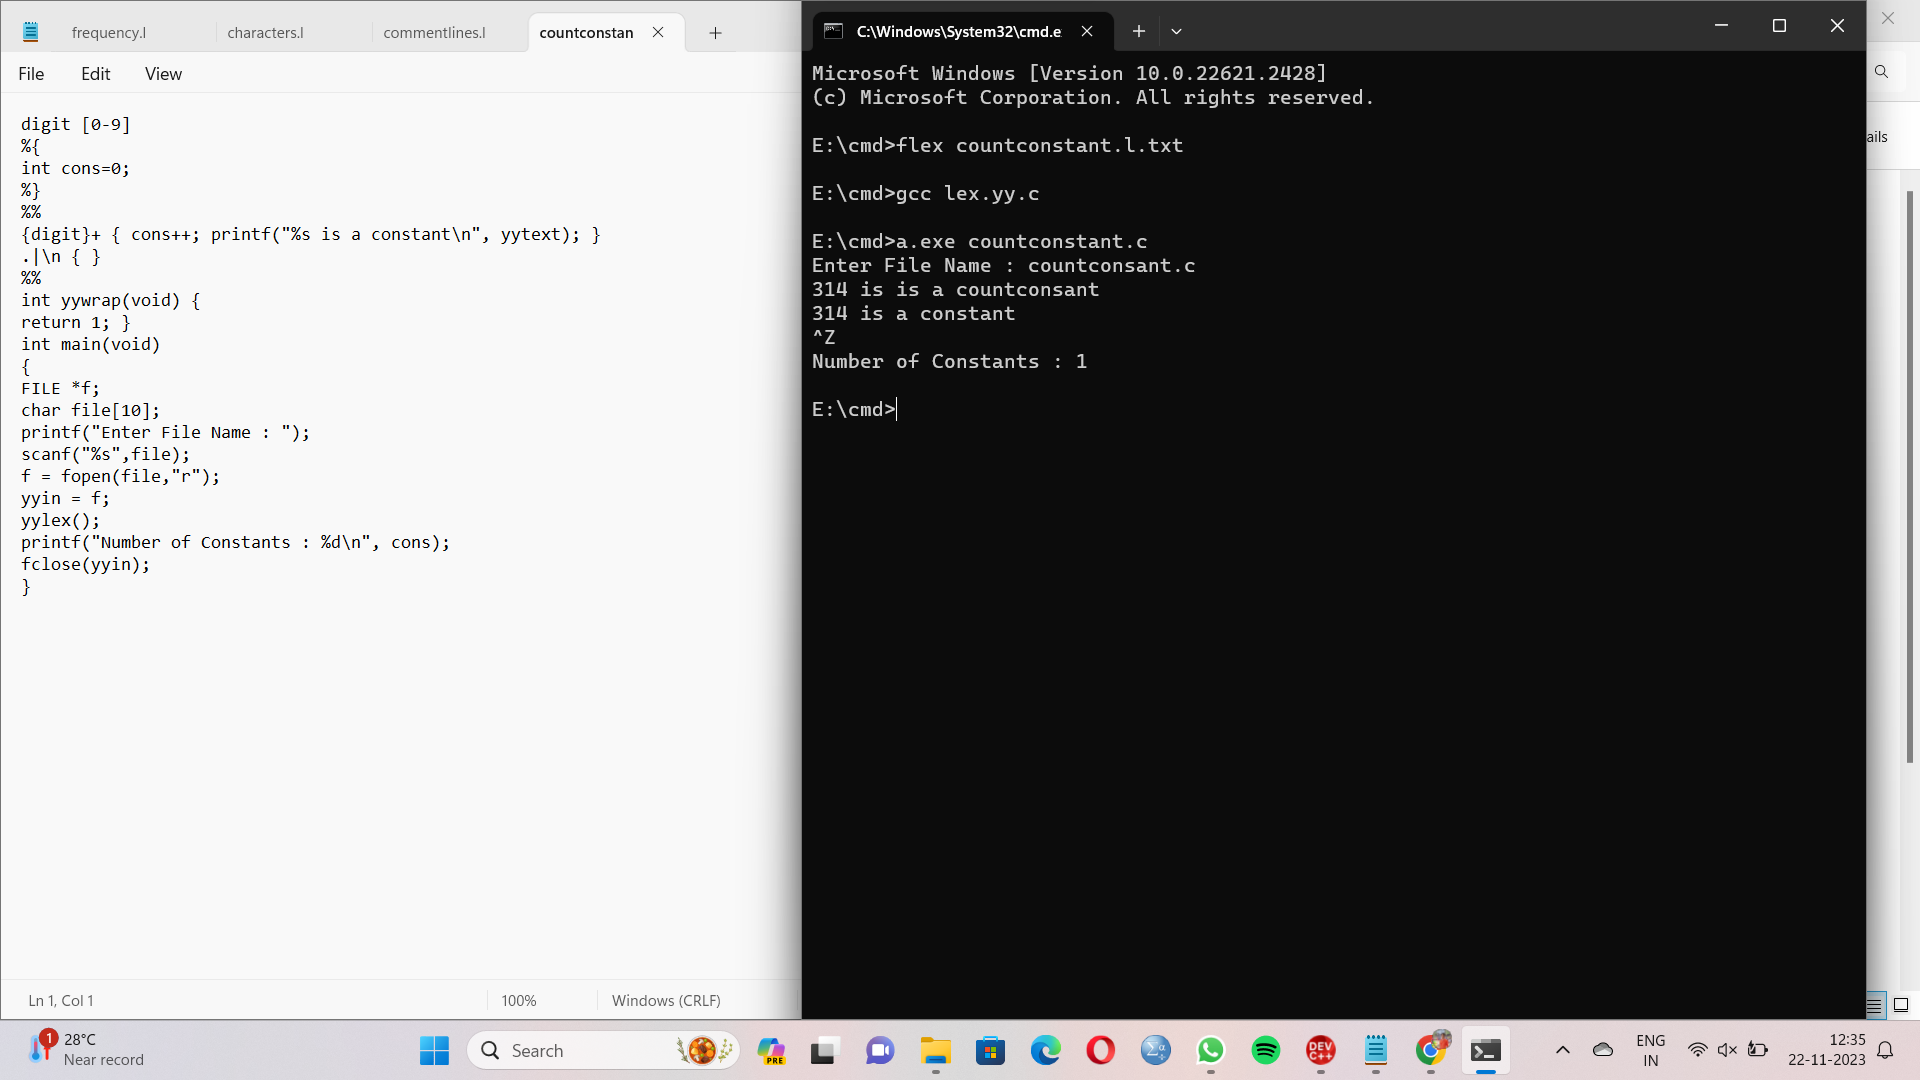 frequency.l
characters.l
commentlines.l
countconstan
File
Edit
View
digit [0-9]
%{
int cons=0;
%}
%%
{digit}+ { cons++; printf("%s is a constant\n", yytext); }
.|\n { }
%%
int yywrap(void) {
return 1; }
int main(void)
{
FILE *f;
char file[10];
printf("Enter File Name : ");
scanf("%s",file);
f = fopen(file,"r");
yyin = f;
yylex();
printf("Number of Constants : %d\n", cons);
fclose(yyin);
}
Ln 1, Col 1
100%
Windows (CRLF)
C:\Windows\System32\cmd.e
Microsoft Windows [Version 10.0.22621.2428]
(c) Microsoft Corporation. All rights reserved.
E:\cmd>flex countconstant.l.txt
E:\cmd>gcc lex.yy.c
E:\cmd>a.exe countconstant.c
Enter File Name : countconsant.c
314 is is a countconsant
314 is a constant
^Z
Number of Constants : 1
E:\cmd>
ails
1
28°C
Near record
Search
PRE
DEV
C++
ENG
IN
12:35
22-11-2023